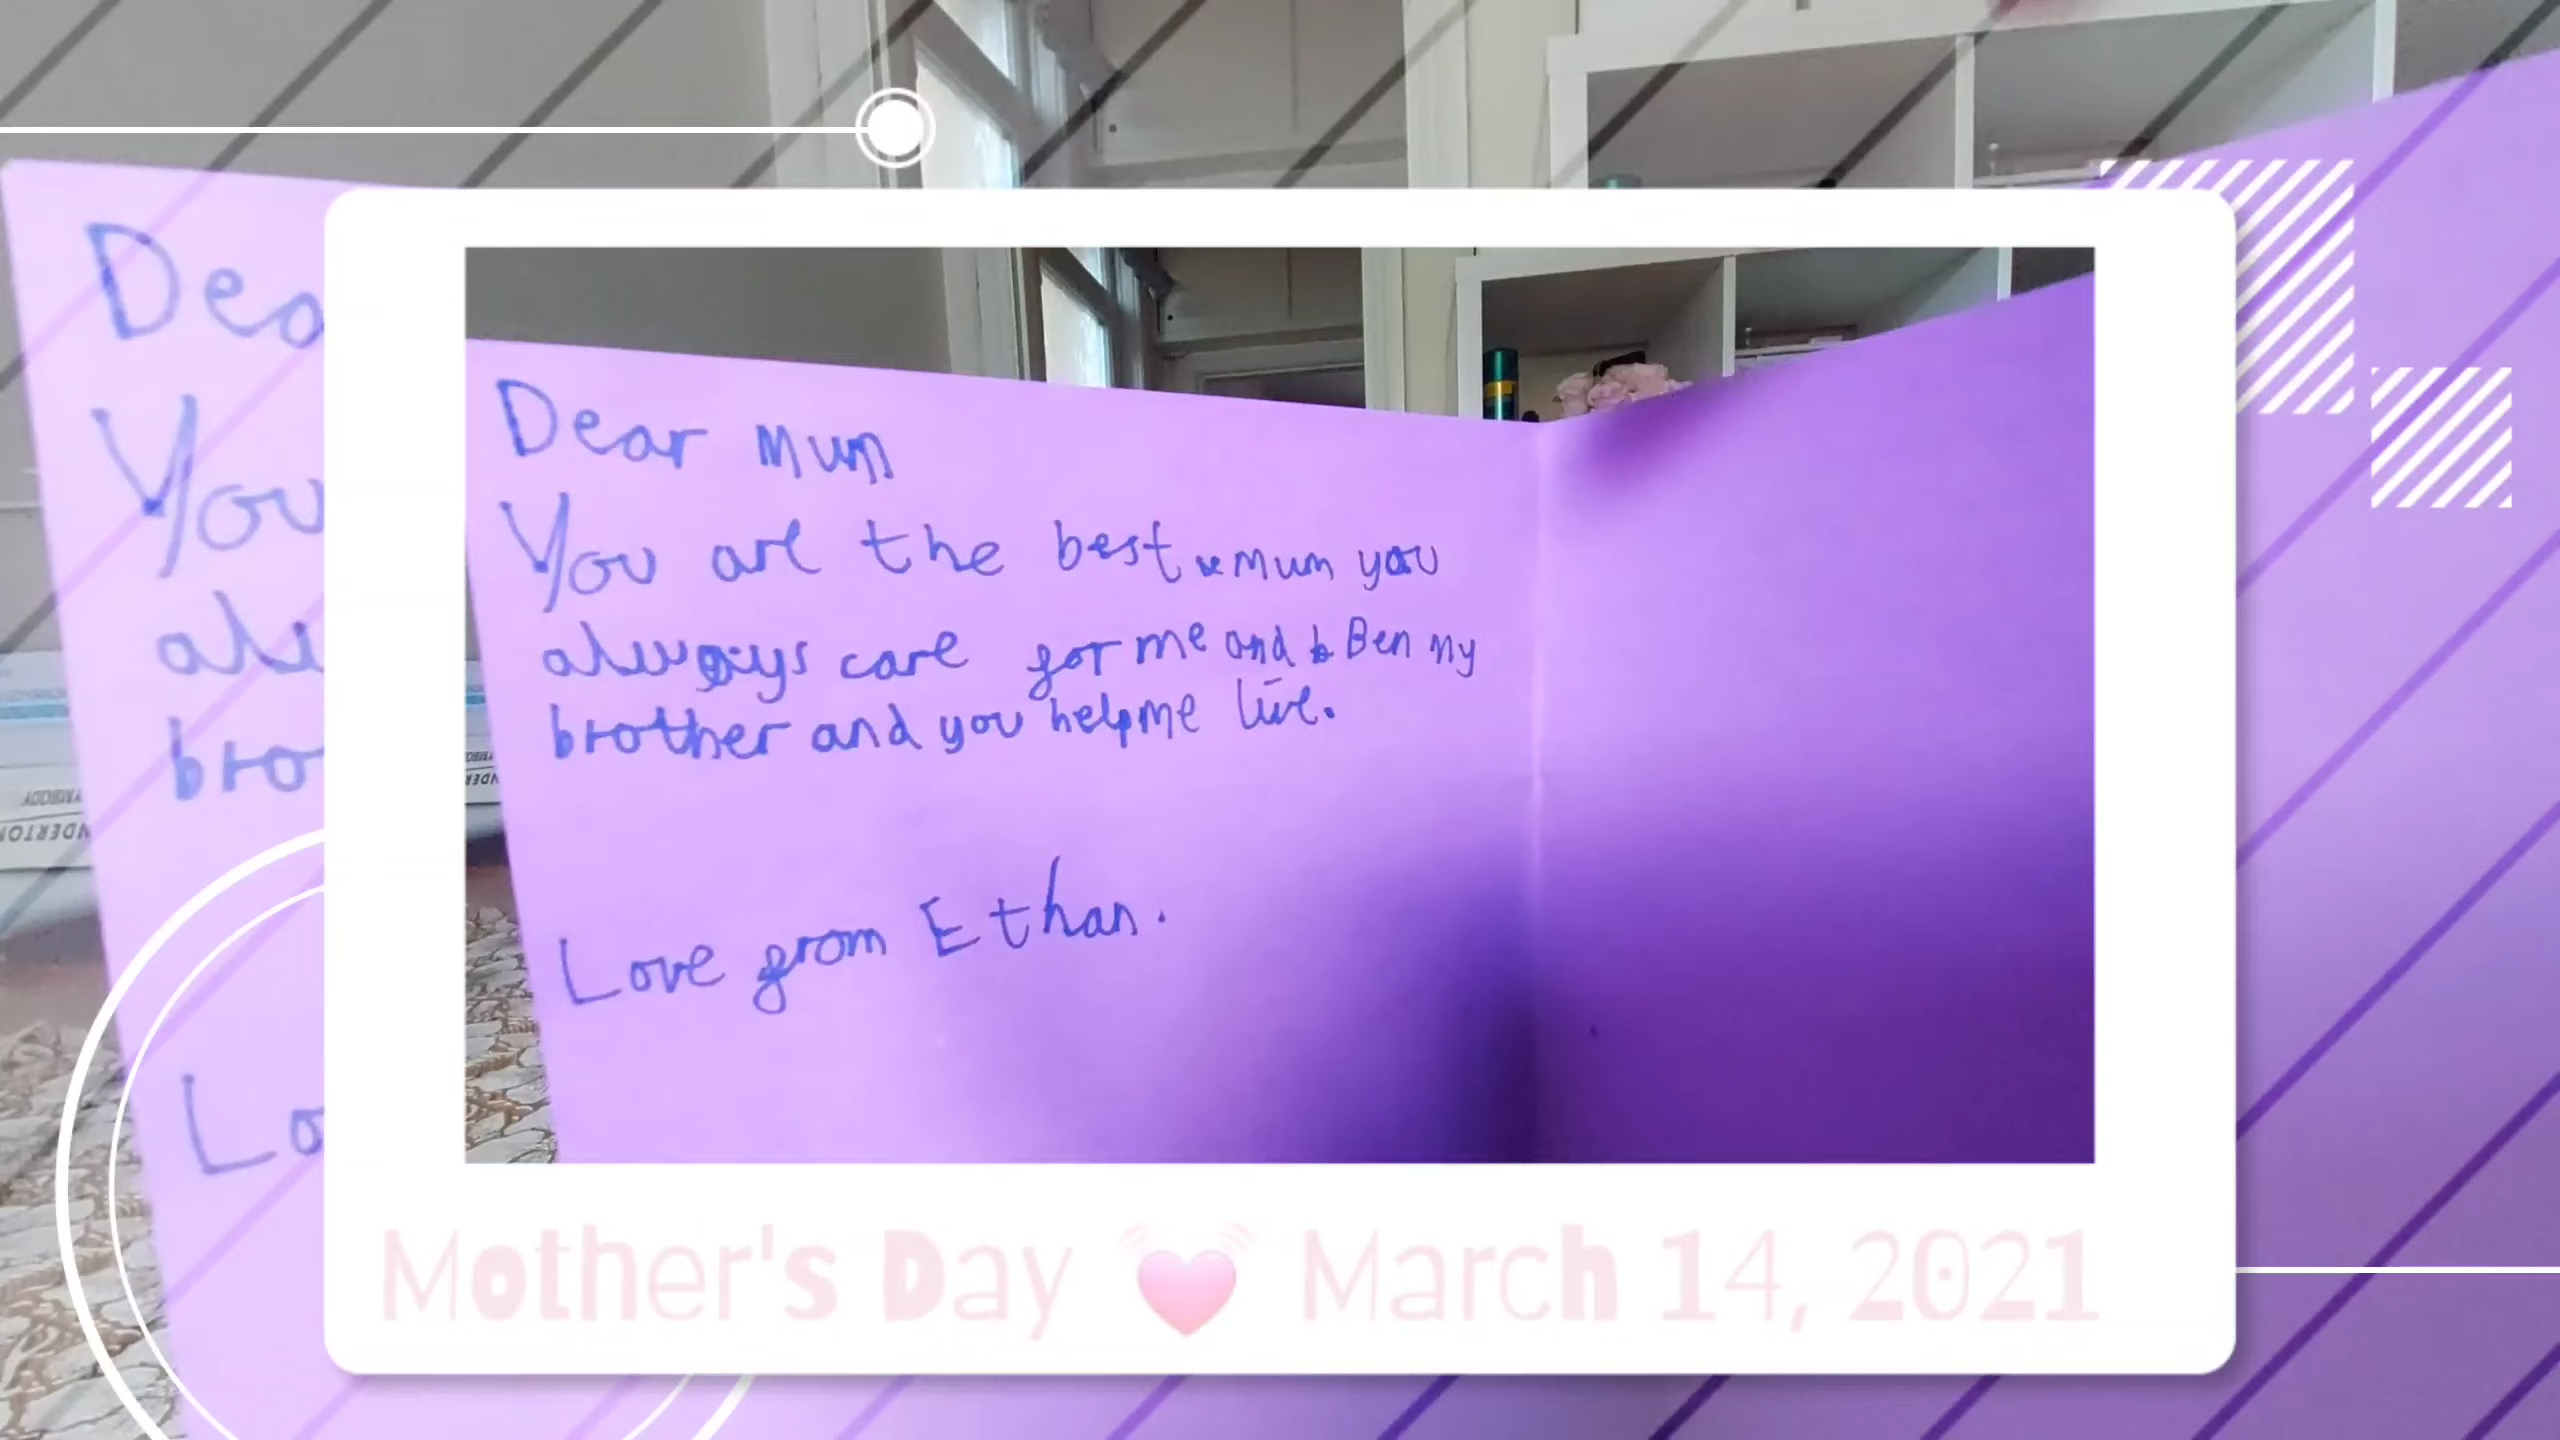 Dear Mum
You are the best Mum you
always care for me and b Ben my
brother and you help me live.
Love from Ethan.
Mother's Day 💓 March 14, 2021